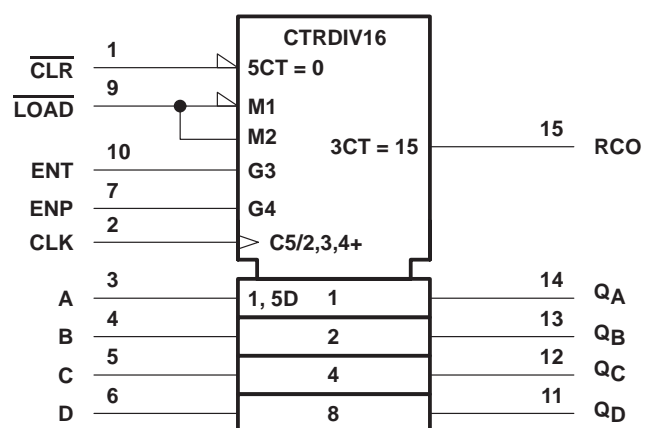 CTRDIV16
1
C̅L̅R̅ 5CT = 0
9
L̅O̅A̅D̅ M1
M2
15
3CT = 15 RCO
10
ENT G3
7
ENP G4
2
CLK C5/2,3,4+
3 14
A 1, 5D 1 QA
4 13
B 2 QB
5 12
C 4 QC
6 11
D 8 QD